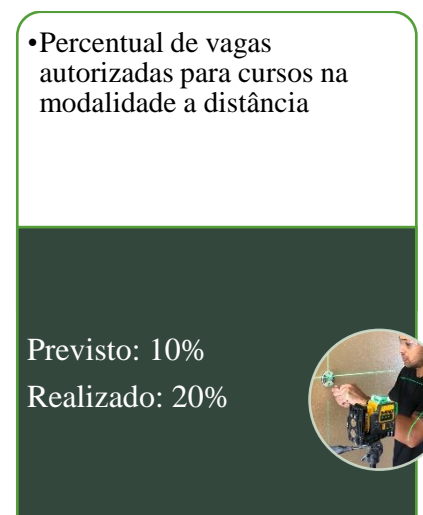 •Percentual de vagas
autorizadas para cursos na
modalidade a distância
Previsto: 10%
Realizado: 20%